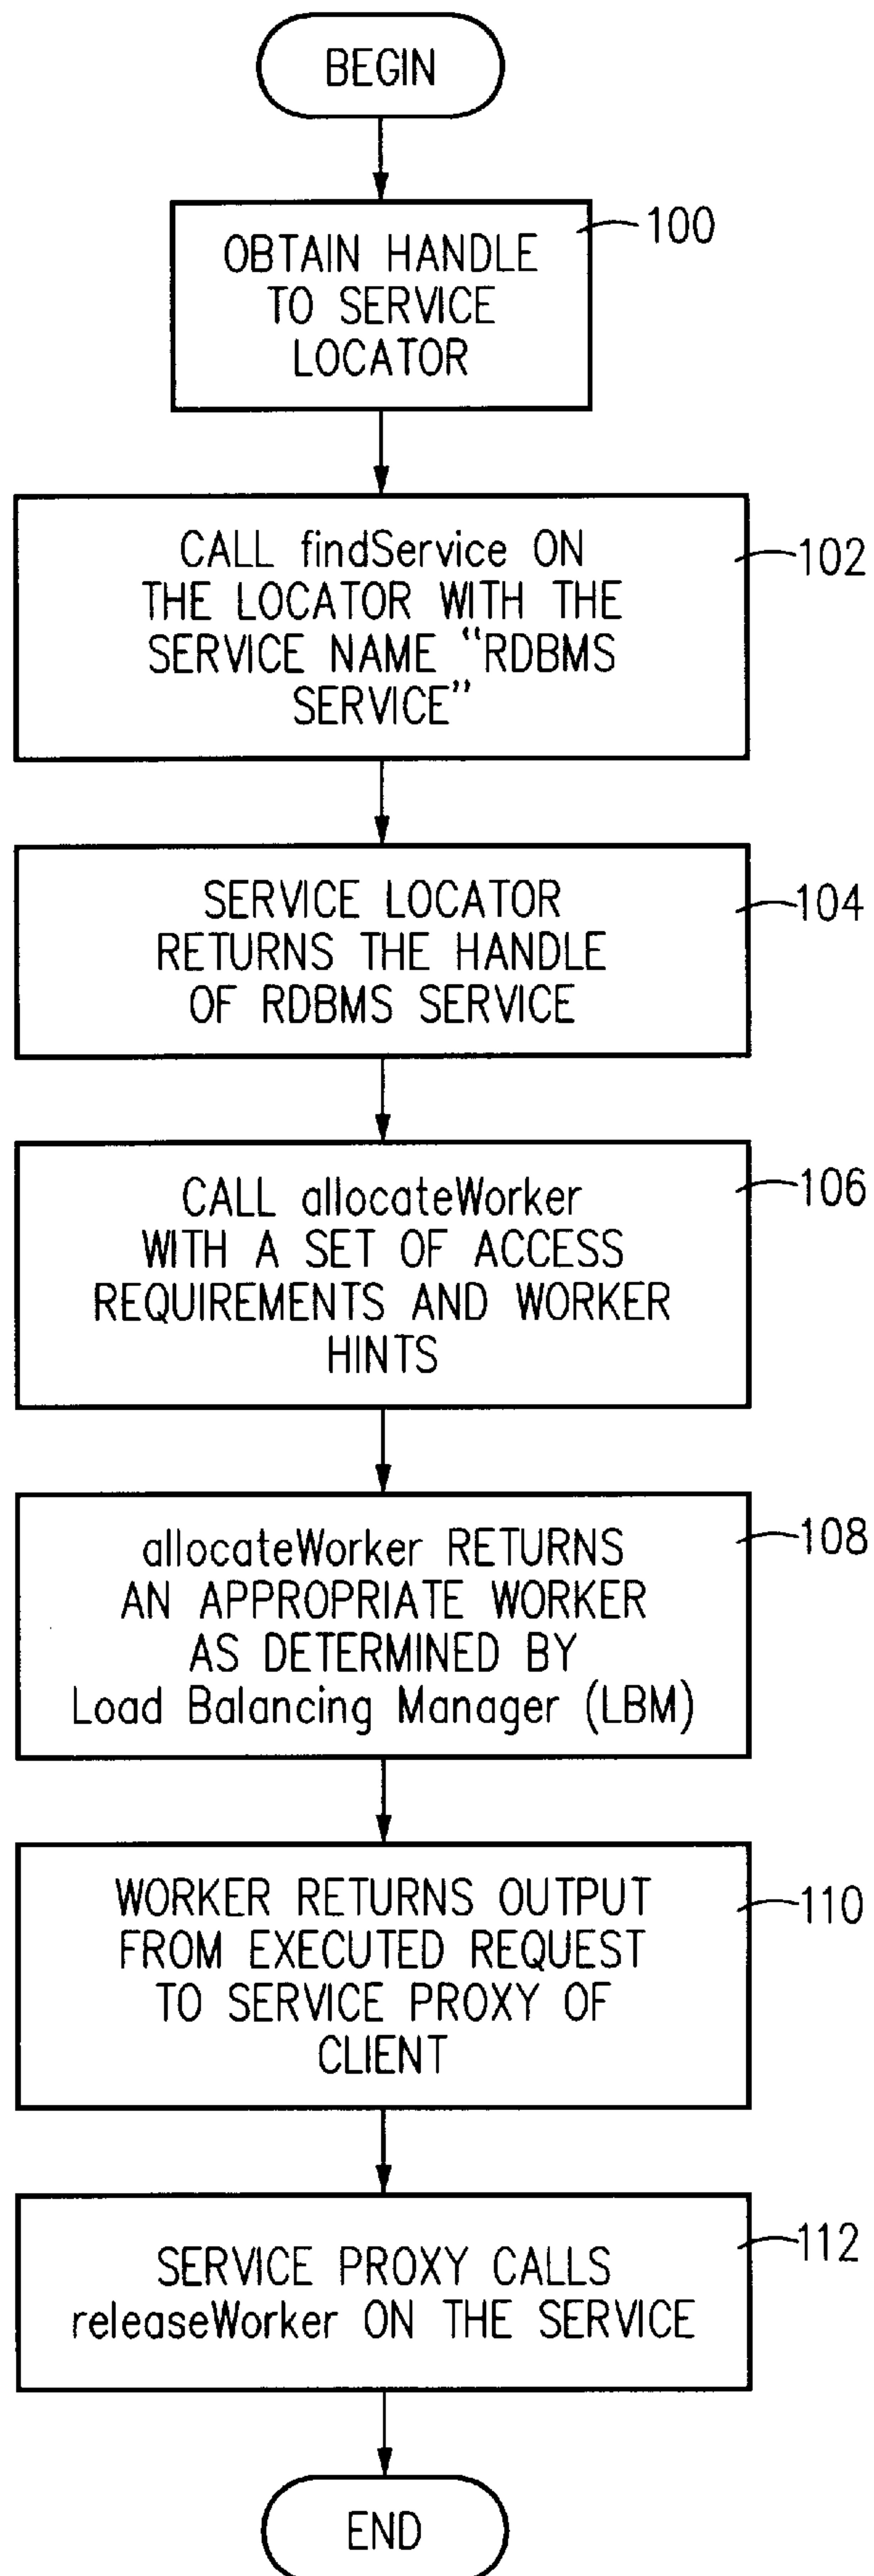 BEGIN
100
OBTAIN HANDLE
TO SERVICE
LOCATOR
102
CALL findService ON
THE LOCATOR WITH THE
SERVICE NAME "RDBMS
SERVICE"
104
SERVICE LOCATOR
RETURNS THE HANDLE
OF RDBMS SERVICE
106
CALL allocateWorker
WITH A SET OF ACCESS
REQUIREMENTS AND WORKER
HINTS
108
allocateWorker RETURNS
AN APPROPRIATE WORKER
AS DETERMINED BY
Load Balancing Manager (LBM)
110
WORKER RETURNS OUTPUT
FROM EXECUTED REQUEST
TO SERVICE PROXY OF
CLIENT
112
SERVICE PROXY CALLS
releaseWorker ON THE SERVICE
END